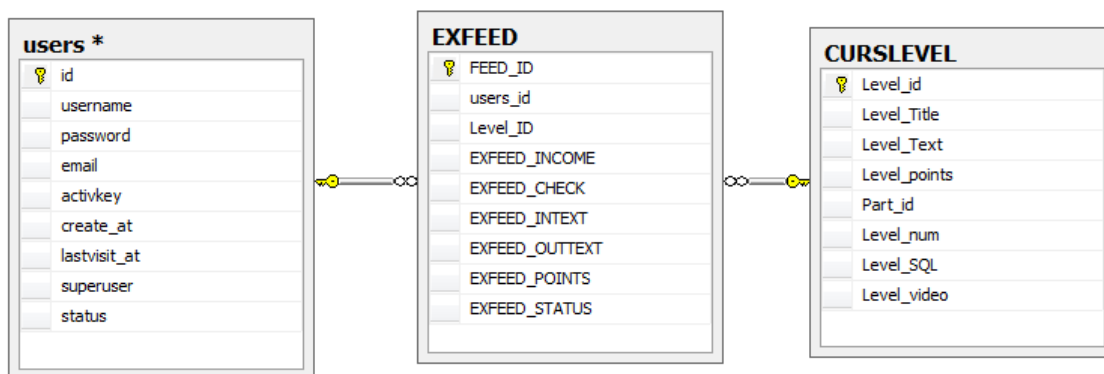 users *
id
username
password
email
activkey
create_at
lastvisit_at
superuser
status
EXFEED
FEED_ID
users_id
Level_ID
EXFEED_INCOME
EXFEED_CHECK
EXFEED_INTEXT
EXFEED_OUTTEXT
EXFEED_POINTS
EXFEED_STATUS
CURSLEVEL
Level_id
Level_Title
Level_Text
Level_points
Part_id
Level_num
Level_SQL
Level_video